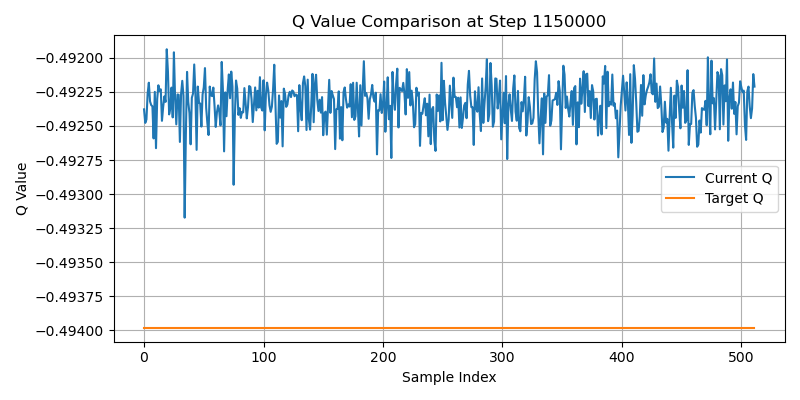 Q Value Comparison at Step 1150000
−0.49200
−0.49225
−0.49250
−0.49275
−0.49300
−0.49325
−0.49350
−0.49375
−0.49400
Q Value
Current Q
Target Q
0 100 200 300 400 500
Sample Index